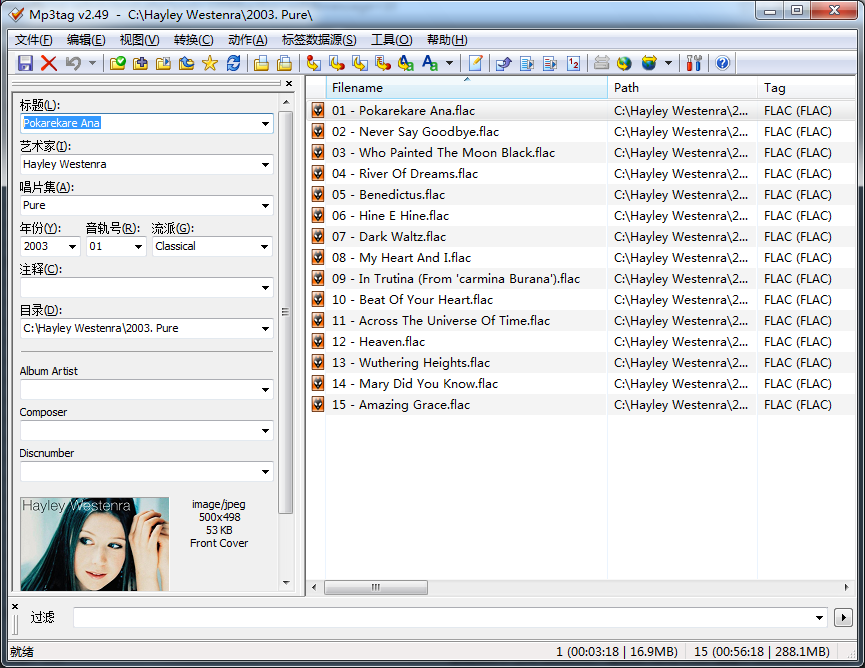 Mp3tag v2.49 - C:\Hayley Westenra\2003. Pure\
文件(F) 编辑(E) 视图(V) 转换(C) 动作(A) 标签数据源(S) 工具(O) 帮助(H)
标题(L):
Pokarekare Ana
艺术家(I):
Hayley Westenra
唱片集(A):
Pure
年份(Y): 音轨号(R): 流派(G):
2003 01 Classical
注释(C):
目录(D):
C:\Hayley Westenra\2003. Pure
Album Artist
Composer
Discnumber
Hayley Westenra
image/jpeg
500x498
53 KB
Front Cover
Filename Path Tag
01 - Pokarekare Ana.flac C:\Hayley Westenra\2... FLAC (FLAC)
02 - Never Say Goodbye.flac C:\Hayley Westenra\2... FLAC (FLAC)
03 - Who Painted The Moon Black.flac C:\Hayley Westenra\2... FLAC (FLAC)
04 - River Of Dreams.flac C:\Hayley Westenra\2... FLAC (FLAC)
05 - Benedictus.flac C:\Hayley Westenra\2... FLAC (FLAC)
06 - Hine E Hine.flac C:\Hayley Westenra\2... FLAC (FLAC)
07 - Dark Waltz.flac C:\Hayley Westenra\2... FLAC (FLAC)
08 - My Heart And I.flac C:\Hayley Westenra\2... FLAC (FLAC)
09 - In Trutina (From 'carmina Burana').flac C:\Hayley Westenra\2... FLAC (FLAC)
10 - Beat Of Your Heart.flac C:\Hayley Westenra\2... FLAC (FLAC)
11 - Across The Universe Of Time.flac C:\Hayley Westenra\2... FLAC (FLAC)
12 - Heaven.flac C:\Hayley Westenra\2... FLAC (FLAC)
13 - Wuthering Heights.flac C:\Hayley Westenra\2... FLAC (FLAC)
14 - Mary Did You Know.flac C:\Hayley Westenra\2... FLAC (FLAC)
15 - Amazing Grace.flac C:\Hayley Westenra\2... FLAC (FLAC)
过滤
就绪 1 (00:03:18 | 16.9MB) 15 (00:56:18 | 288.1MB)